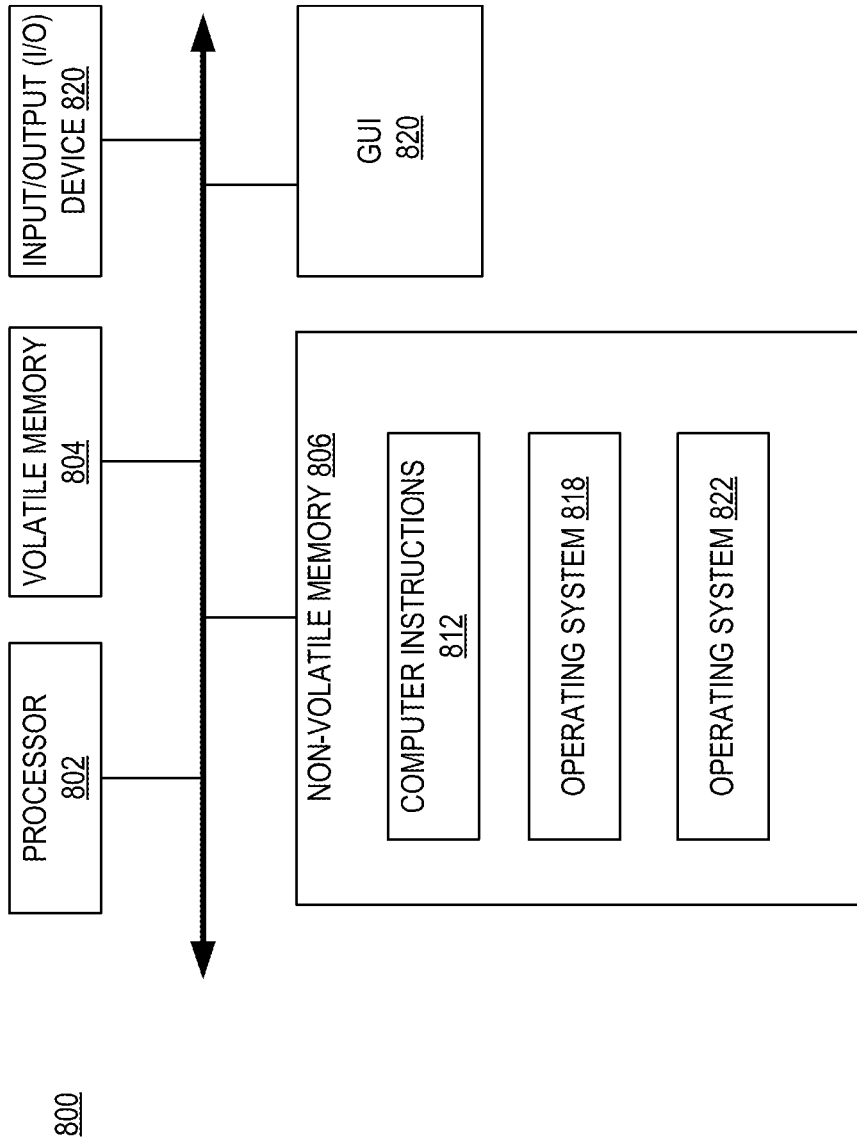 800
PROCESSOR
802
VOLATILE MEMORY
804
INPUT/OUTPUT (I/O)
DEVICE 820
NON-VOLATILE MEMORY 806
COMPUTER INSTRUCTIONS
812
OPERATING SYSTEM 818
OPERATING SYSTEM 822
GUI
820